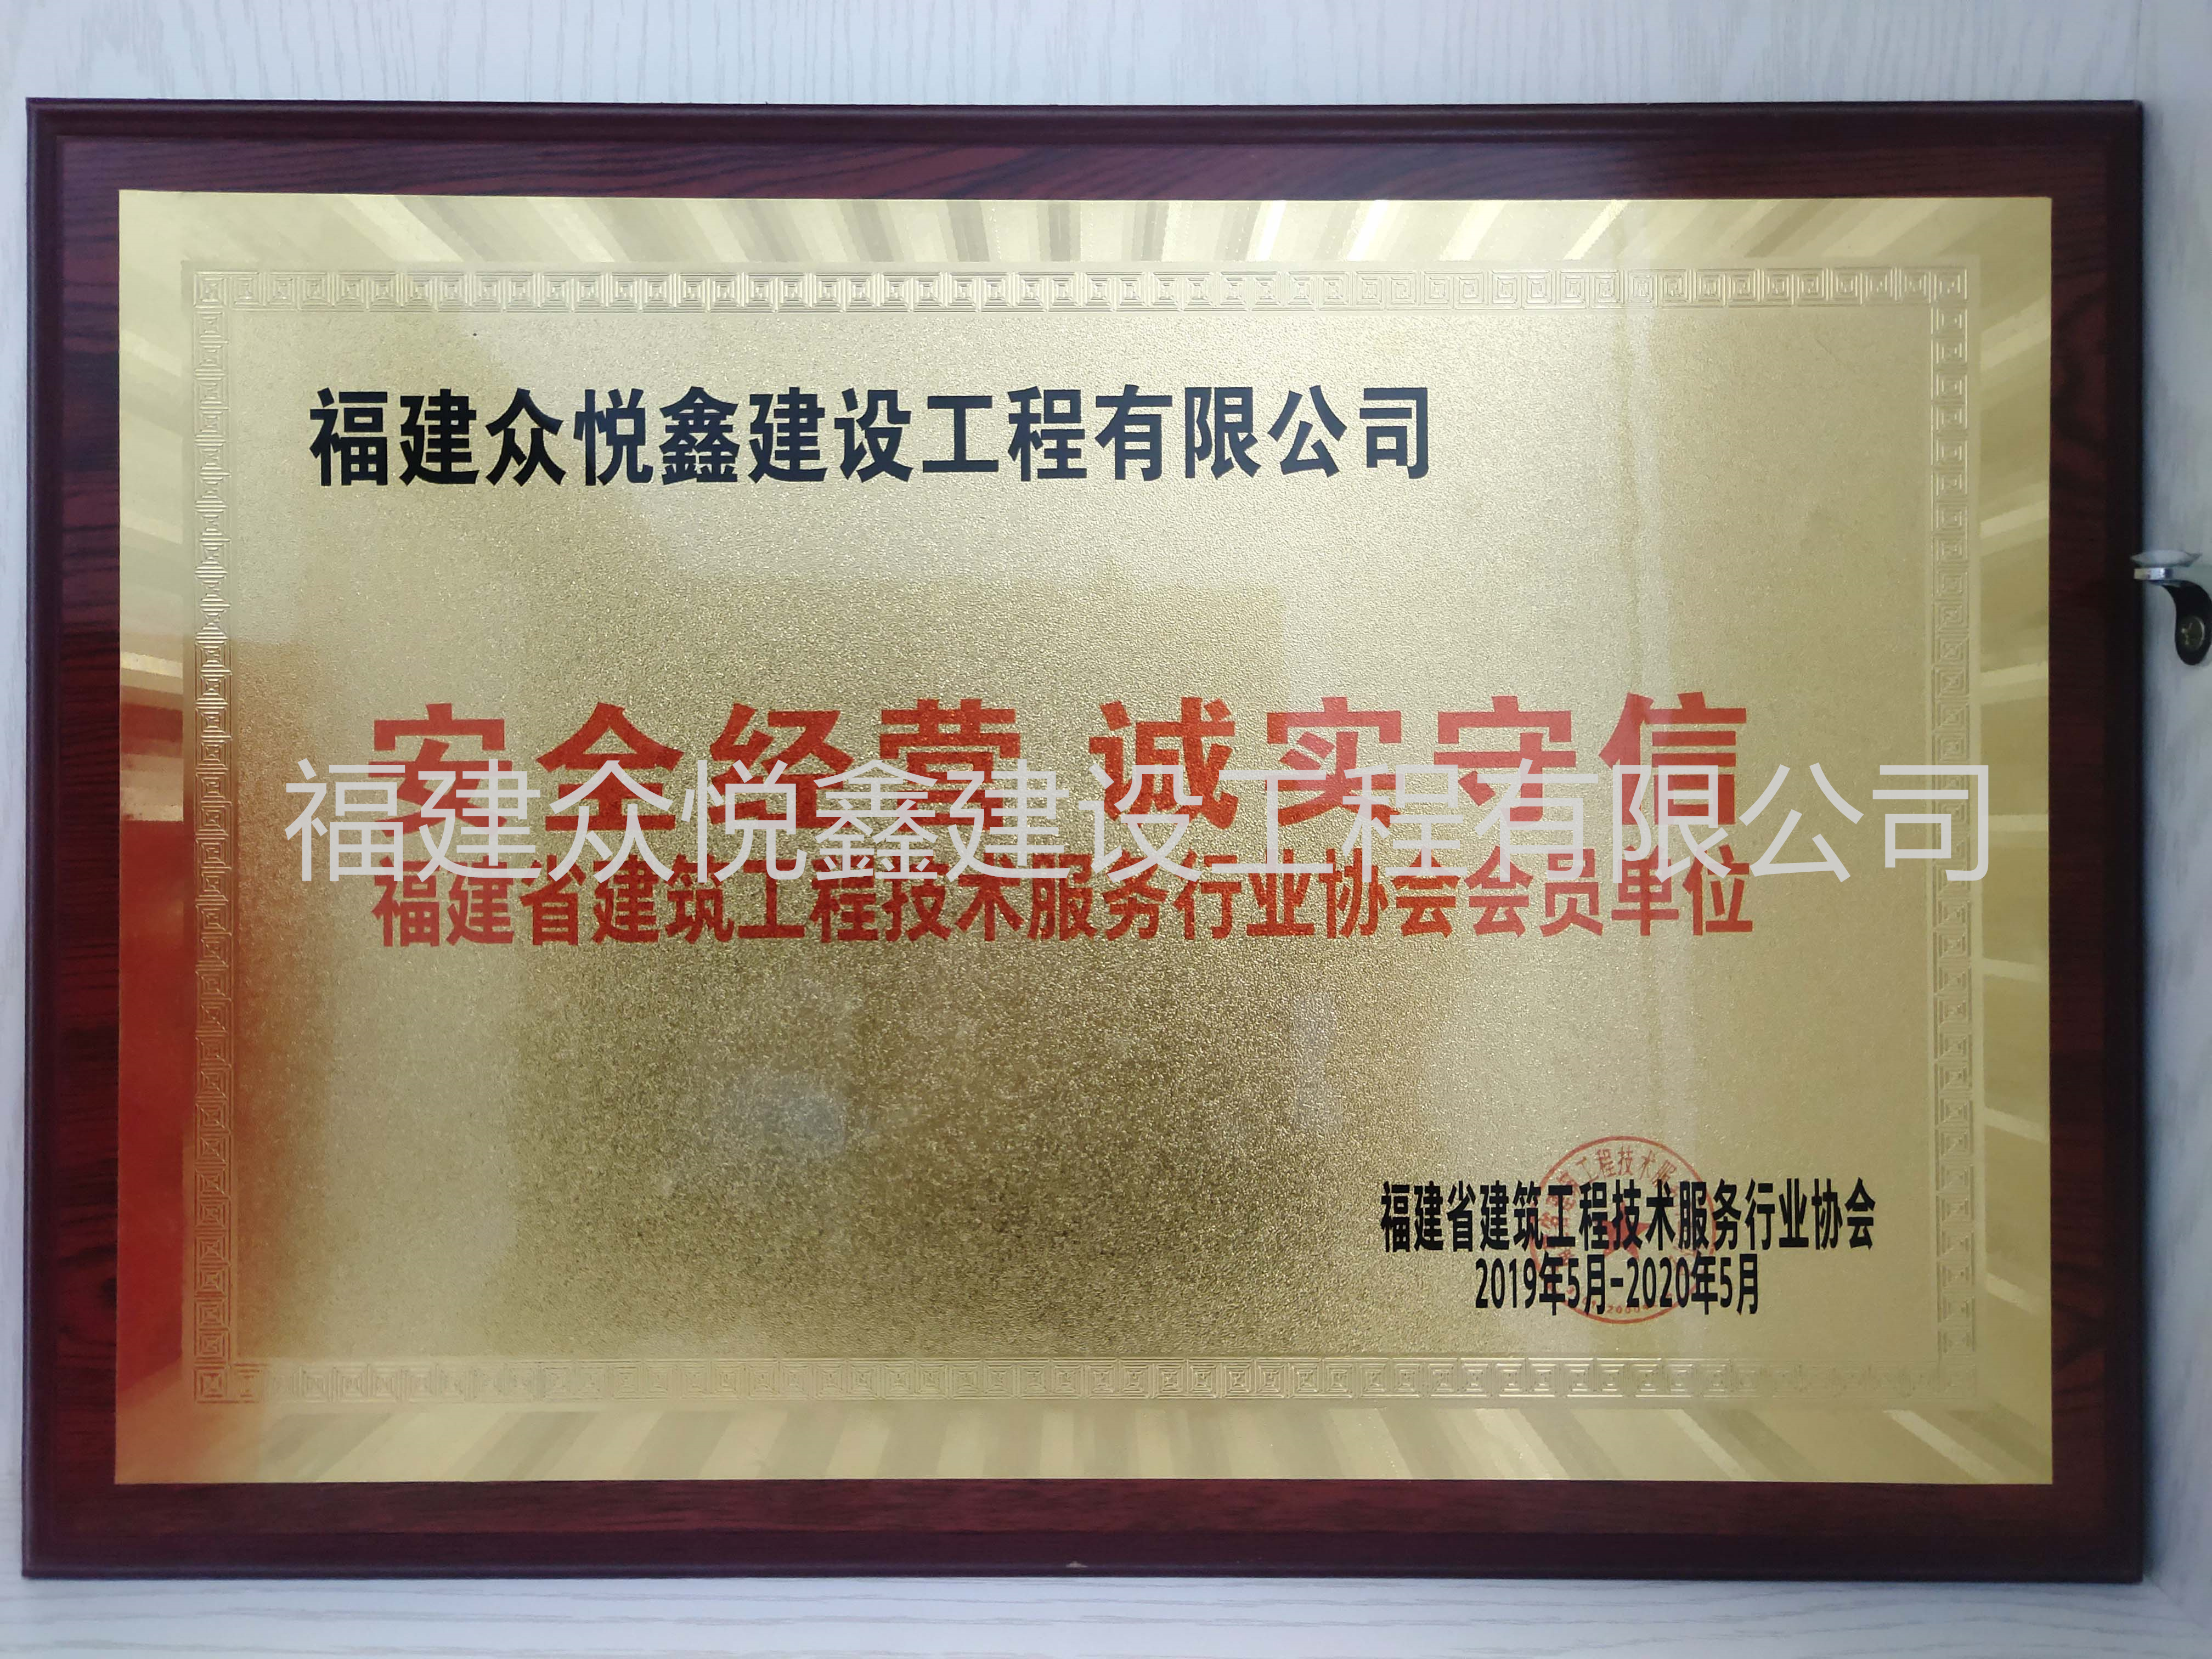 福建众悦鑫建设工程有限公司
安全经营 诚实守信
福建众悦鑫建设工程有限公司
福建省建筑工程技术服务行业协会会员单位
福建省建筑工程技术服务行业协会
2019年5月-2020年5月